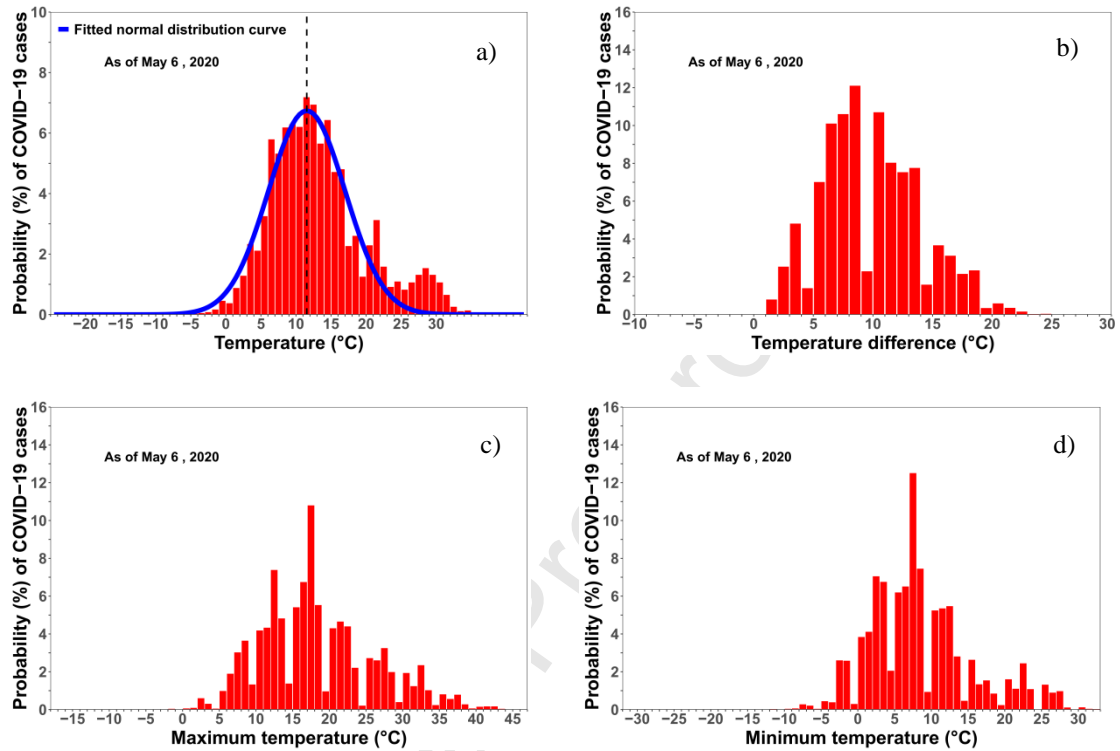 Probability (%) of COVID−19 cases
10
8
6
4
2
0
Fitted normal distribution curve
As of May 6 , 2020
a)
−20 −15 −10 −5 0 5 10 15 20 25 30
Temperature (°C)
Probability (%) of COVID−19 cases
16
14
12
10
8
6
4
2
0
As of May 6 , 2020
b)
−10 −5 0 5 10 15 20 25 30
Temperature difference (°C)
Probability (%) of COVID−19 cases
16
14
12
10
8
6
4
2
0
As of May 6 , 2020
c)
−15 −10 −5 0 5 10 15 20 25 30 35 40 45
Maximum temperature (°C)
Probability (%) of COVID−19 cases
16
14
12
10
8
6
4
2
0
As of May 6 , 2020
d)
−30 −25 −20 −15 −10 −5 0 5 10 15 20 25 30
Minimum temperature (°C)